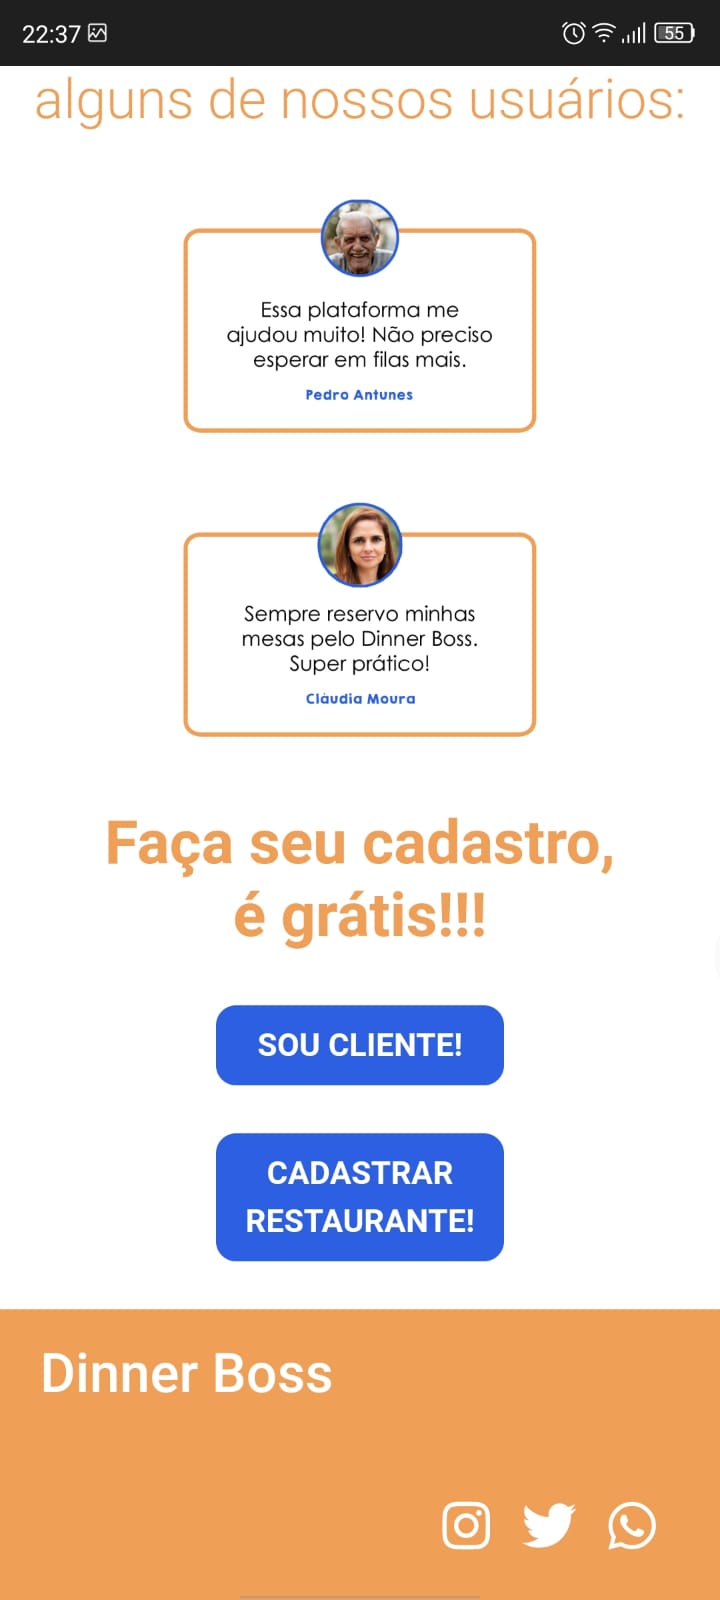 22:37
55
alguns de nossos usuários:
Essa plataforma me
ajudou muito! Não preciso
esperar em filas mais.
Pedro Antunes
Sempre reservo minhas
mesas pelo Dinner Boss.
Super prático!
Cláudia Moura
Faça seu cadastro,
é grátis!!!
SOU CLIENTE!
CADASTRAR
RESTAURANTE!
Dinner Boss